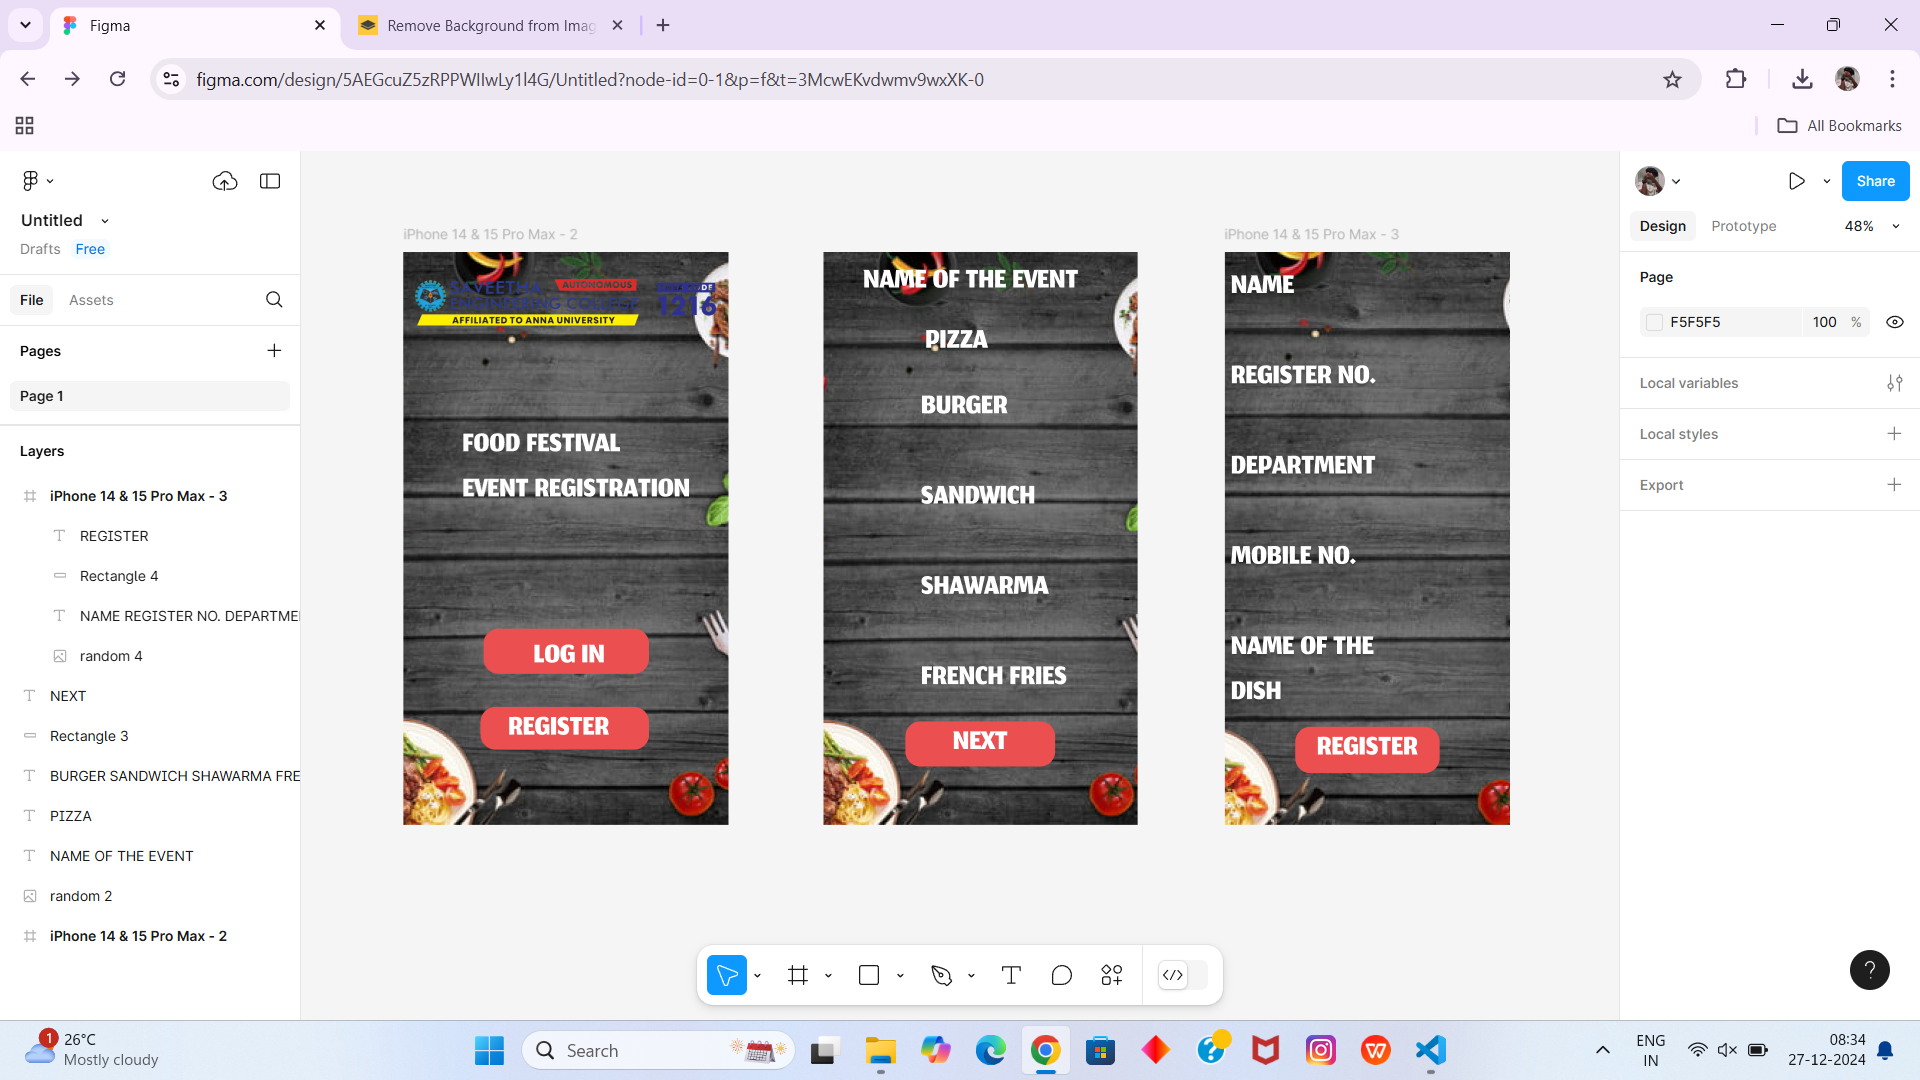 Figma
Remove Background from Imag
figma.com/design/5AEGcuZ5zRPPWIIwLy1l4G/Untitled?node-id=0-1&p=f&t=3McwEKvdwmv9wxXK-0
All Bookmarks
Untitled
Drafts Free
File Assets
Pages
Page 1
Layers
iPhone 14 & 15 Pro Max - 3
REGISTER
Rectangle 4
NAME REGISTER NO. DEPARTME
random 4
NEXT
Rectangle 3
BURGER SANDWICH SHAWARMA FRE
PIZZA
NAME OF THE EVENT
random 2
iPhone 14 & 15 Pro Max - 2
iPhone 14 & 15 Pro Max - 2
SAVEETHA AUTONOMOUS
ENGINEERING COLLEGE
AFFILIATED TO ANNA UNIVERSITY
1216
FOOD FESTIVAL
EVENT REGISTRATION
LOG IN
REGISTER
NAME OF THE EVENT
PIZZA
BURGER
SANDWICH
SHAWARMA
FRENCH FRIES
NEXT
iPhone 14 & 15 Pro Max - 3
NAME
REGISTER NO.
DEPARTMENT
MOBILE NO.
NAME OF THE
DISH
REGISTER
Share
Design Prototype 48%
Page
F5F5F5 100 %
Local variables
Local styles
Export
?
1
26°C
Mostly cloudy
Search
ENG
IN
08:34
27-12-2024